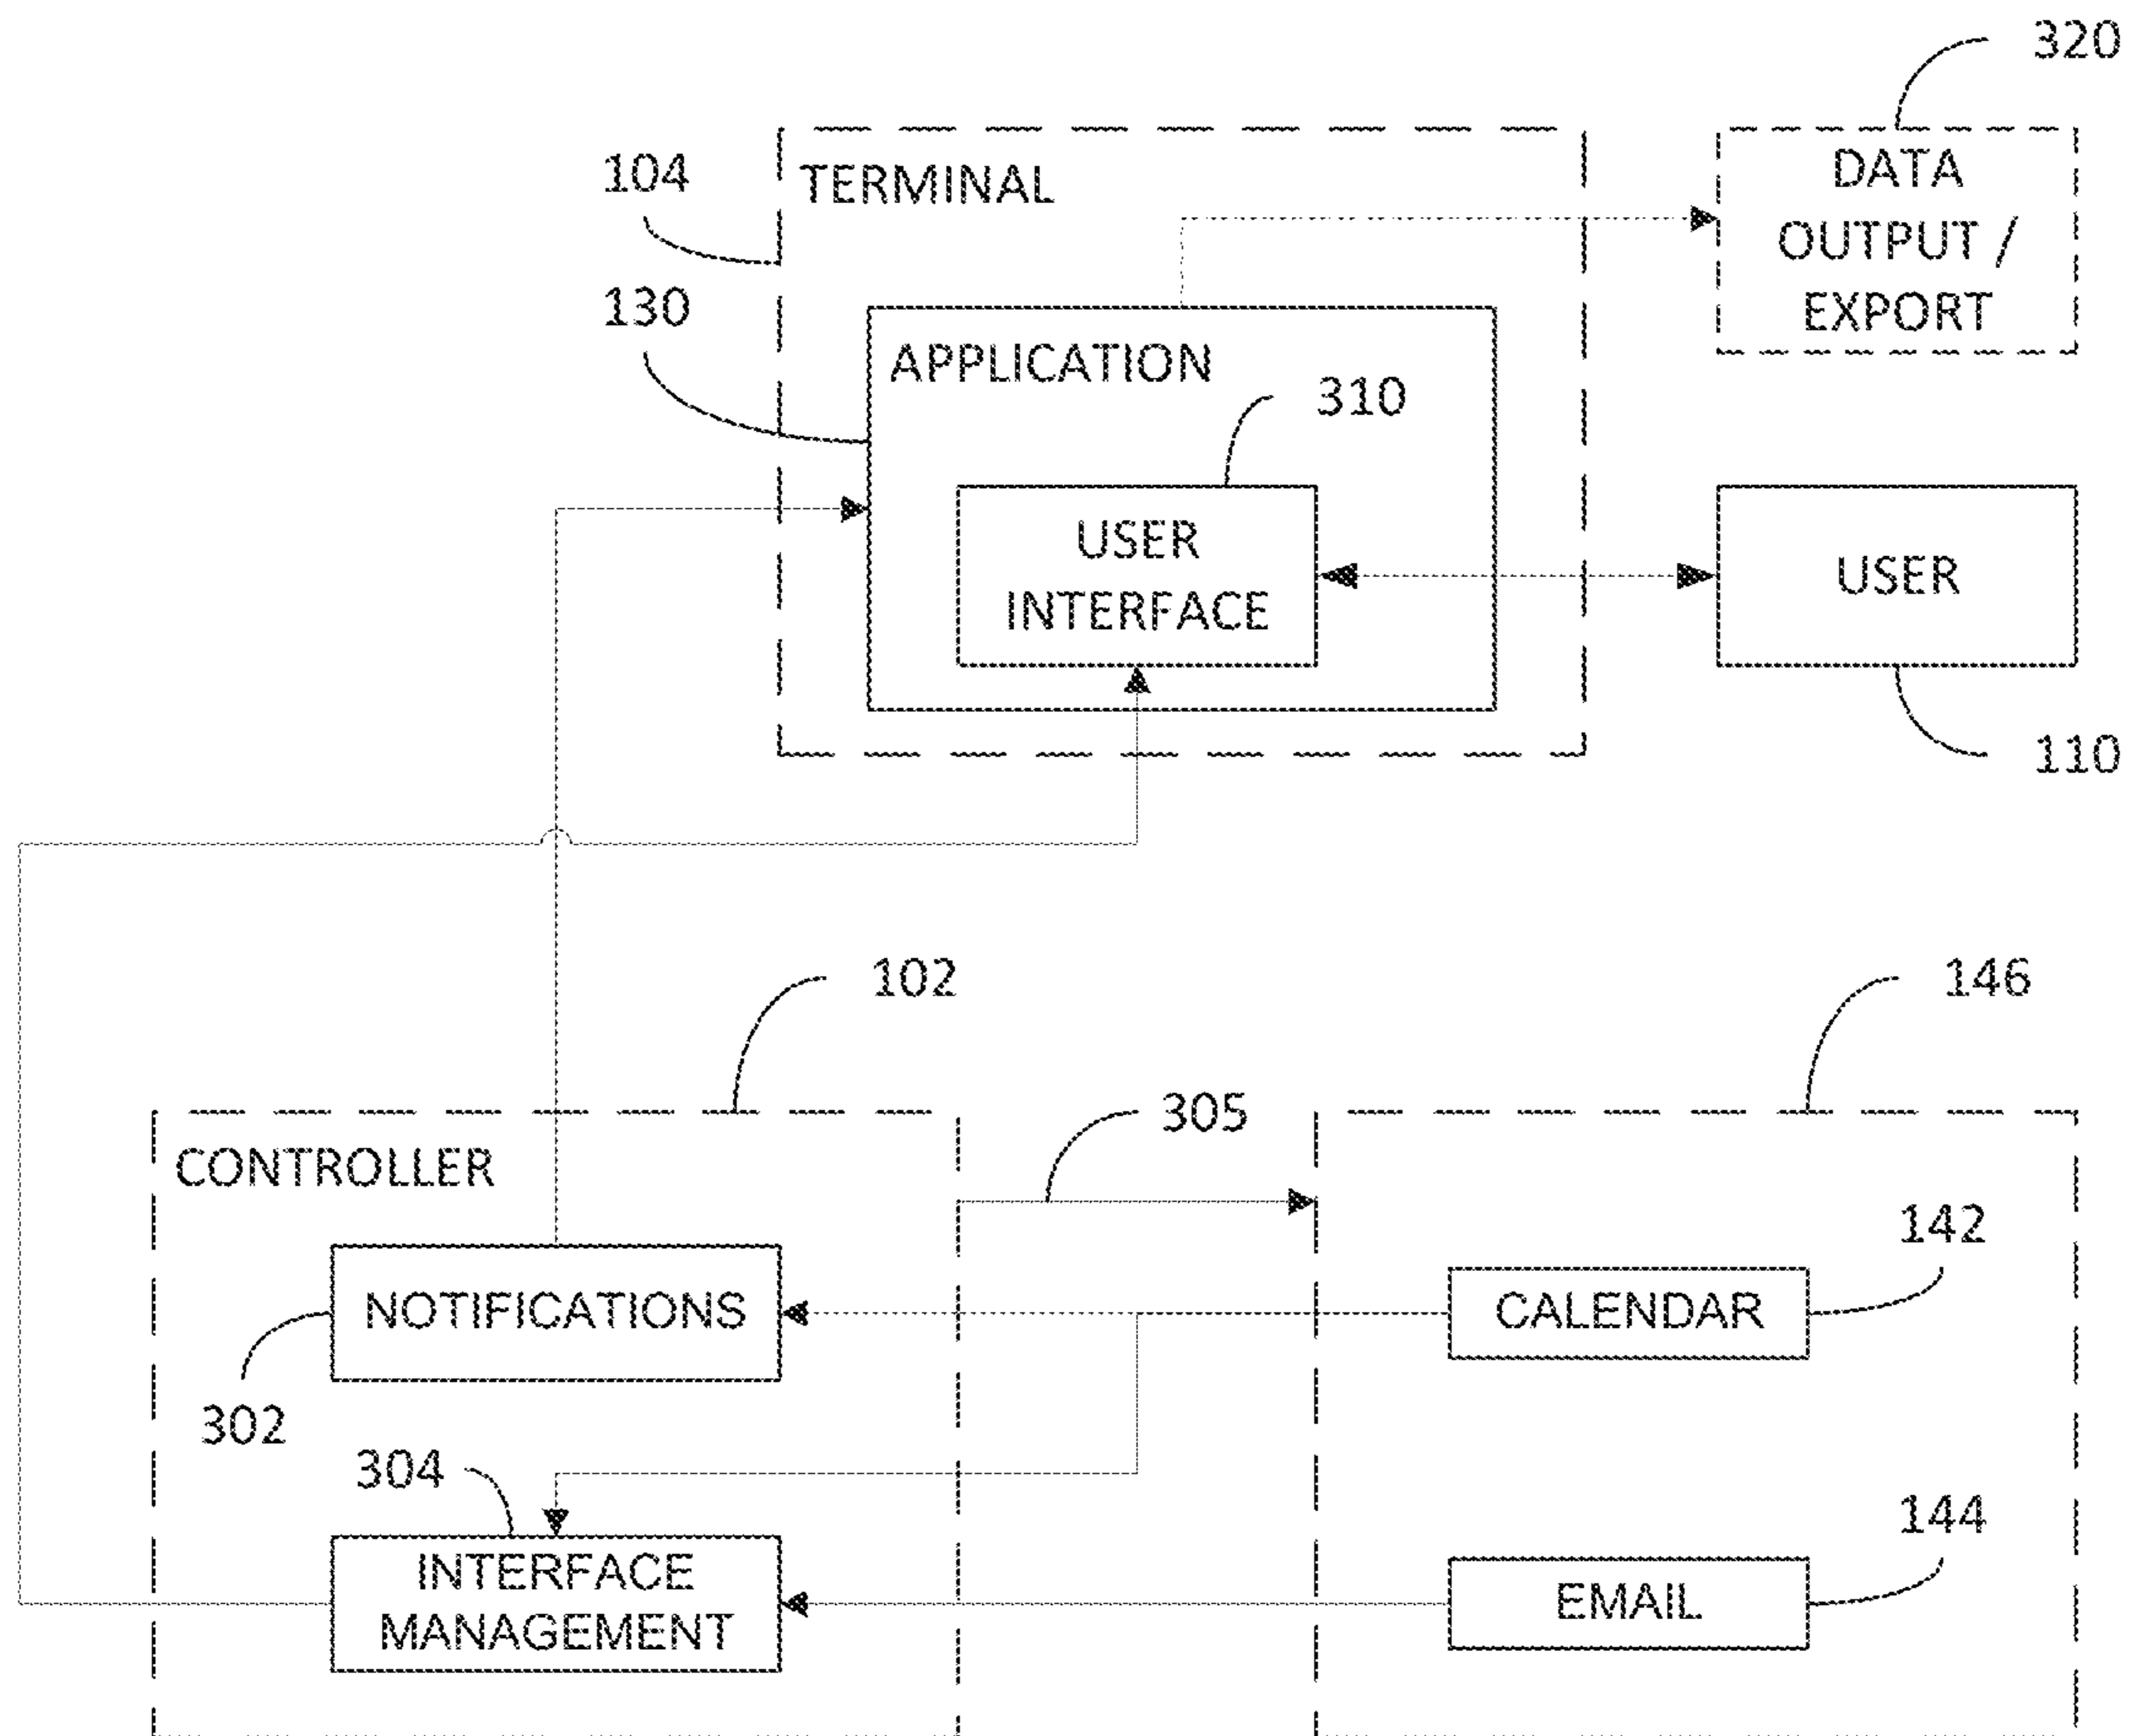 320
104
TERMINAL
DATA
OUTPUT /
EXPORT
130
APPLICATION
310
USER
INTERFACE
USER
110
102
146
305
CONTROLLER
142
NOTIFICATIONS
CALENDAR
302
304
144
INTERFACE
MANAGEMENT
EMAIL